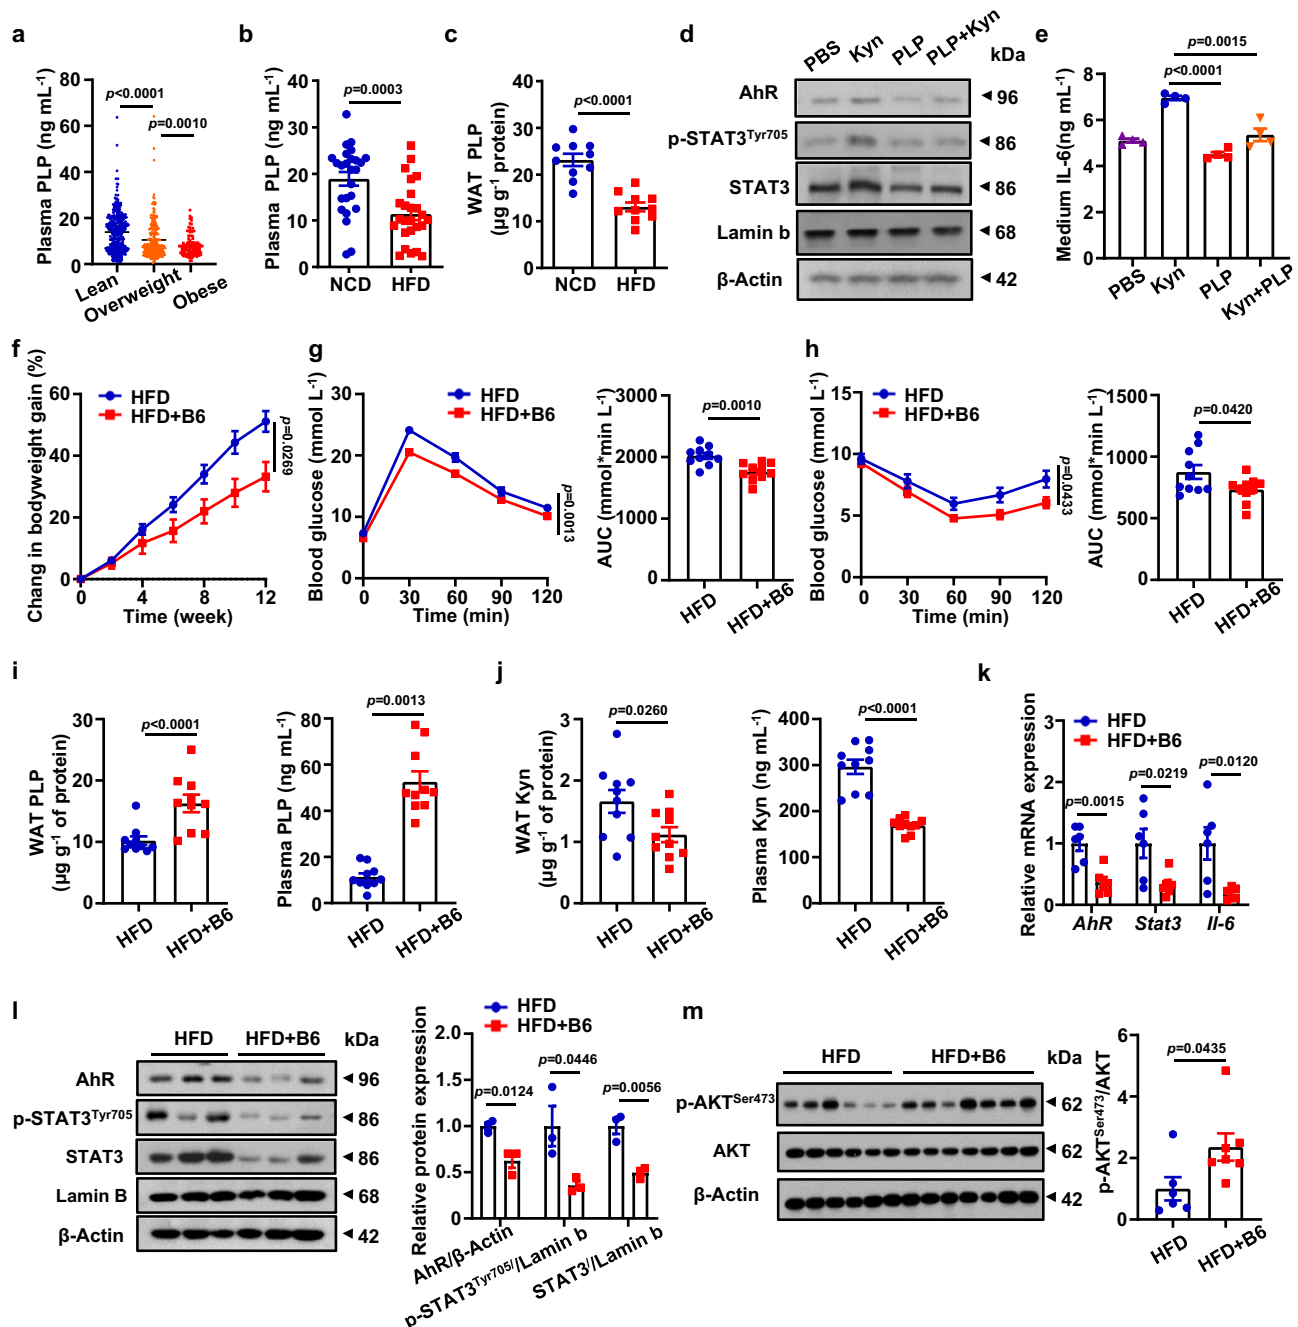 a
Plasma PLP (ng mL⁻¹)
80
60
40
20
0
p<0.0001
p=0.0010
Lean
Overweight
Obese
b
Plasma PLP (ng mL⁻¹)
40
30
20
10
0
p=0.0003
NCD HFD
c
WAT PLP
(µg g⁻¹ protein)
40
30
20
10
0
p<0.0001
NCD HFD
d
PBS Kyn PLP PLP+Kyn kDa
AhR 96
p-STAT3Tyr705 86
STAT3 86
Lamin b 68
β-Actin 42
e
Medium IL-6(ng mL⁻¹)
8
6
4
2
0
p=0.0015
p<0.0001
PBS Kyn PLP Kyn+PLP
f
Chang in bodyweight gain (%)
60
40
20
0
HFD
HFD+B6
p=0.0269
0 4 8 12
Time (week)
g
Blood glucose (mmol L⁻¹)
30
20
10
0
HFD
HFD+B6
p=0.0013
0 30 60 90 120
Time (min)
AUC (mmol*min L⁻¹)
3000
2000
1000
0
p=0.0010
HFD HFD+B6
h
Blood glucose (mmol L⁻¹)
15
10
5
0
HFD
HFD+B6
p=0.0433
0 30 60 90 120
Time (min)
AUC (mmol*min L⁻¹)
1500
1000
500
0
p=0.0420
HFD HFD+B6
i
WAT PLP
(µg g⁻¹ of protein)
30
20
10
0
p<0.0001
HFD HFD+B6
Plasma PLP (ng mL⁻¹)
80
60
40
20
0
p=0.0013
HFD HFD+B6
j
WAT Kyn
(µg g⁻¹ of protein)
3
2
1
0
p=0.0260
HFD HFD+B6
Plasma Kyn (ng mL⁻¹)
400
300
200
100
0
p<0.0001
HFD HFD+B6
k
Relative mRNA expression
3
2
1
0
HFD
HFD+B6
p=0.0015
p=0.0219
p=0.0120
AhR Stat3 Il-6
l
HFD HFD+B6 kDa
AhR 96
p-STAT3Tyr705 86
STAT3 86
Lamin B 68
β-Actin 42
Relative protein expression
2.0
1.5
1.0
0.5
0
HFD
HFD+B6
p=0.0124
p=0.0446
p=0.0056
AhR/β-Actin
p-STAT3Tyr705/Lamin b
STAT3/Lamin b
m
HFD HFD+B6 kDa
p-AKTSer473 62
AKT 62
β-Actin 42
p-AKTSer473/AKT
6
4
2
0
p=0.0435
HFD HFD+B6